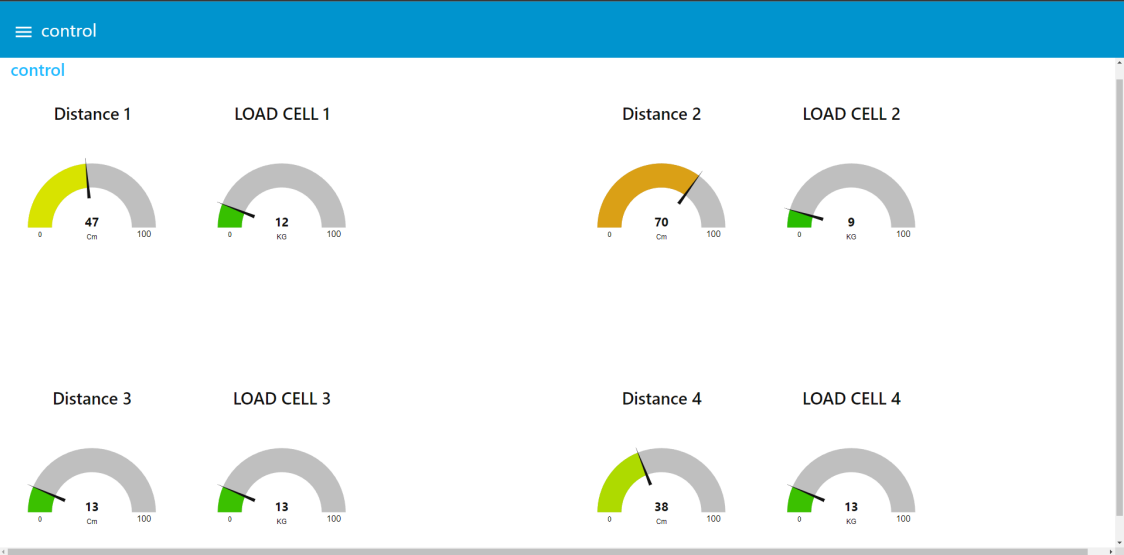 control
control
Distance 1
LOAD CELL 1
Distance 2
LOAD CELL 2
47
0 Cm 100
12
0 KG 100
70
0 Cm 100
9
0 KG 100
Distance 3
LOAD CELL 3
Distance 4
LOAD CELL 4
13
0 Cm 100
13
0 KG 100
38
0 Cm 100
13
0 KG 100